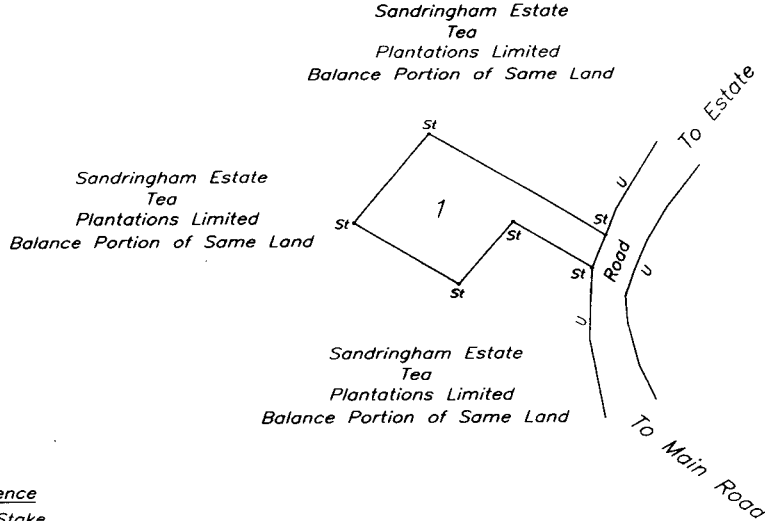 Sandringham Estate
Tea
Plantations Limited
Balance Portion of Same Land
To Estate
St
Sandringham Estate
Tea
Plantations Limited
Balance Portion of Same Land
1
U
St
St
St
Road
St
U
St
U
Sandringham Estate
Tea
Plantations Limited
Balance Portion of Same Land
To Main Road
Stake